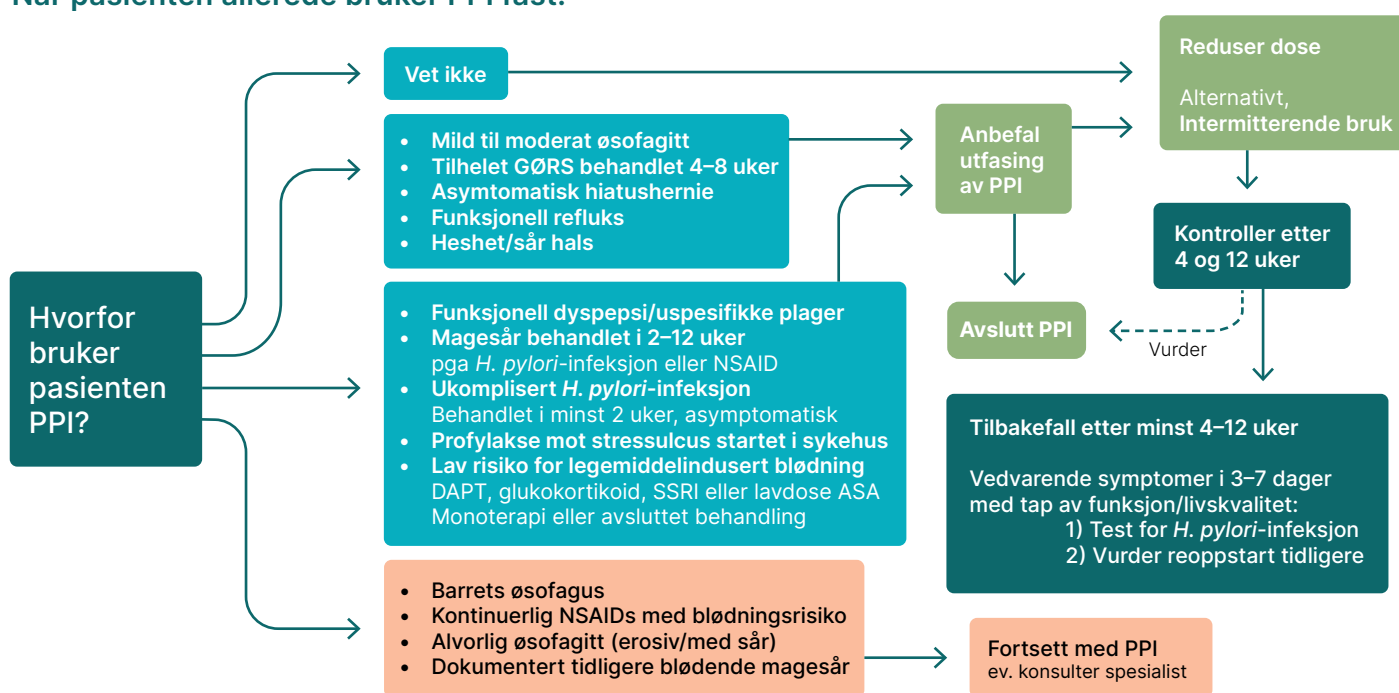 Når pasienten allerede bruker PPI fast:
Hvorfor
bruker
pasienten
PPI?
Vet ikke
• Mild til moderat øsofagitt
• Tilhelet GØRS behandlet 4–8 uker
• Asymtomatisk hiatushernie
• Funksjonell refluks
• Heshet/sår hals
• Funksjonell dyspepsi/uspesifikke plager
• Magesår behandlet i 2–12 uker
pga H. pylori-infeksjon eller NSAID
• Ukomplisert H. pylori-infeksjon
Behandlet i minst 2 uker, asymptomatisk
• Profylakse mot stressulcus startet i sykehus
• Lav risiko for legemiddelindusert blødning
DAPT, glukokortikoid, SSRI eller lavdose ASA
Monoterapi eller avsluttet behandling
• Barrets øsofagus
• Kontinuerlig NSAIDs med blødningsrisiko
• Alvorlig øsofagitt (erosiv/med sår)
• Dokumentert tidligere blødende magesår
Anbefal
utfasing
av PPI
Avslutt PPI
Reduser dose
Alternativt,
Intermitterende bruk
Kontroller etter
4 og 12 uker
Vurder
Tilbakefall etter minst 4–12 uker
Vedvarende symptomer i 3–7 dager
med tap av funksjon/livskvalitet:
1) Test for H. pylori-infeksjon
2) Vurder reoppstart tidligere
Fortsett med PPI
ev. konsulter spesialist